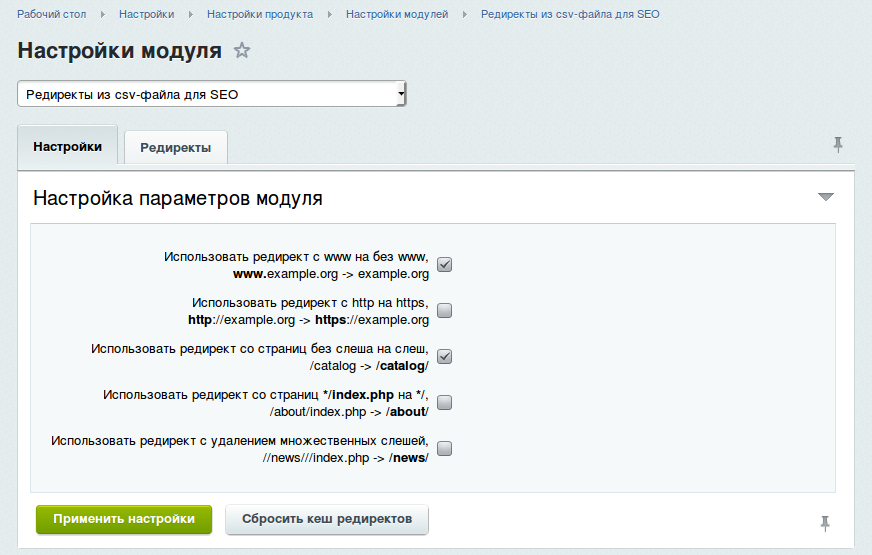 Рабочий стол Настройки Настройки продукта Настройки модулей Редиректы из csv-файла для SEO
Настройки модуля
Редиректы из csv-файла для SEO
Настройки Редиректы
Настройка параметров модуля
Использовать редирект с www на без www,
www.example.org -> example.org
Использовать редирект с http на https,
http://example.org -> https://example.org
Использовать редирект со страниц без слеша на слеш,
/catalog -> /catalog/
Использовать редирект со страниц */index.php на */,
/about/index.php -> /about/
Использовать редирект с удалением множественных слешей,
//news///index.php -> /news/
Применить настройки Сбросить кеш редиректов